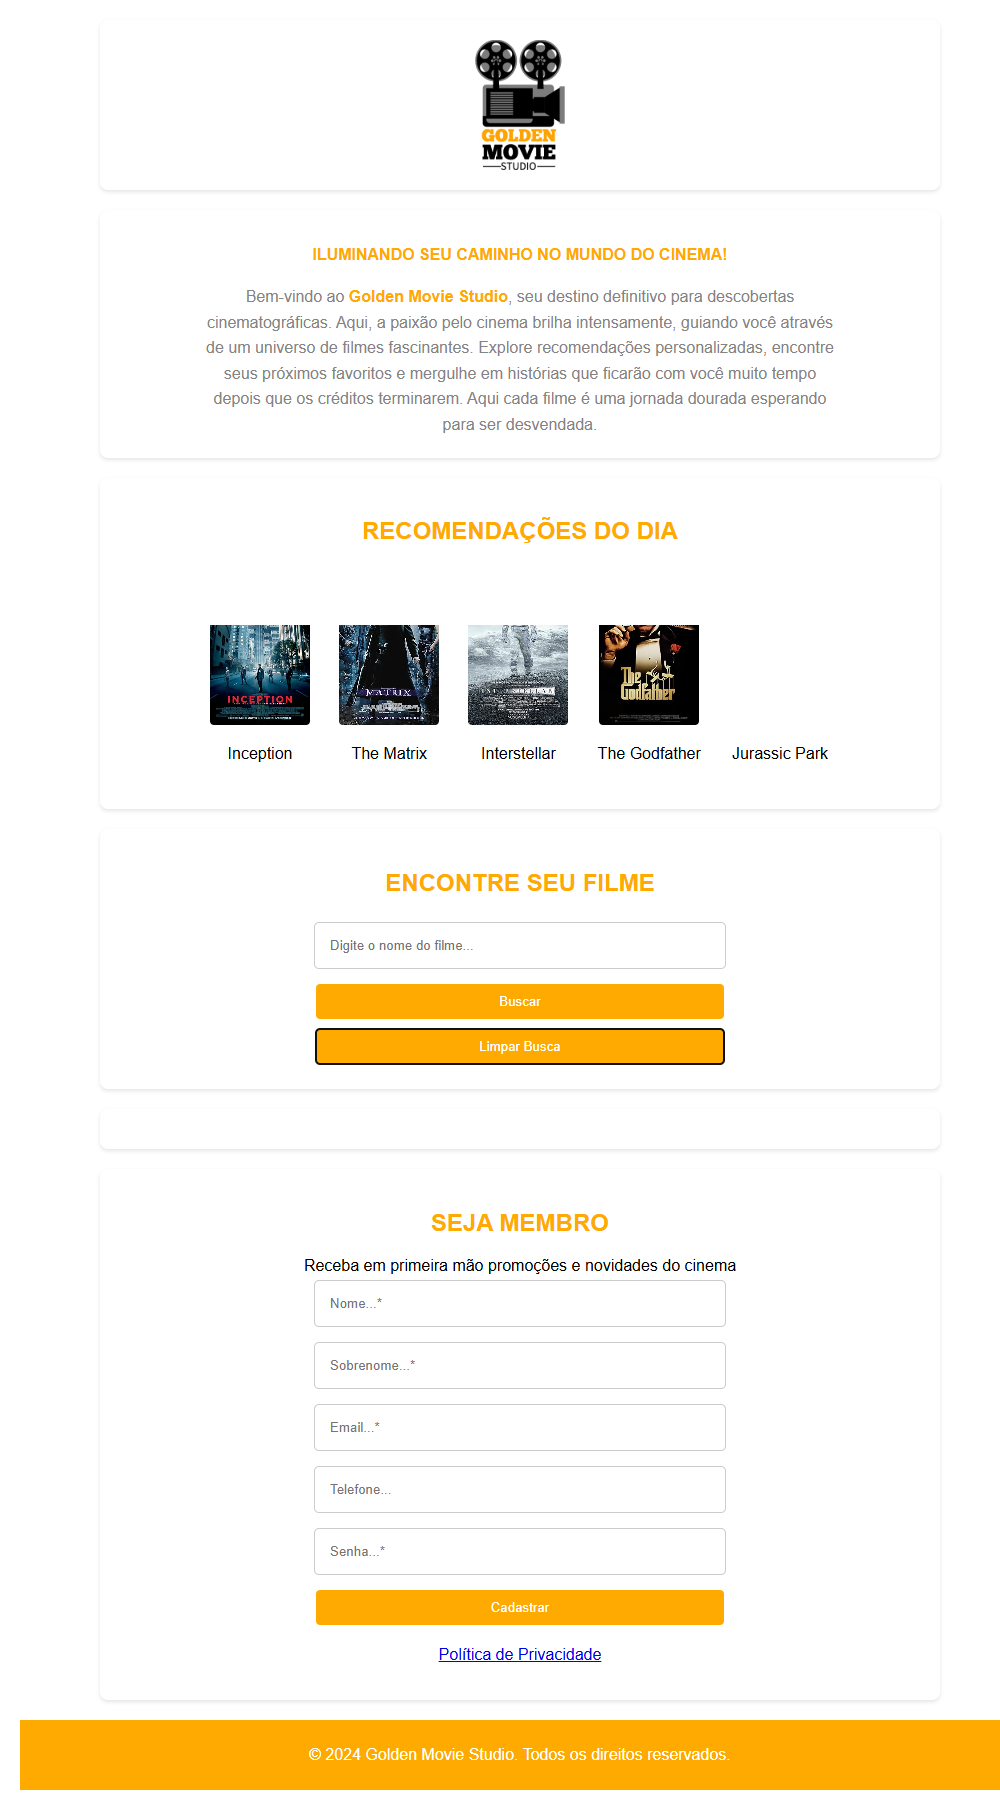 GOLDEN
MOVIE
STUDIO
ILUMINANDO SEU CAMINHO NO MUNDO DO CINEMA!
Bem-vindo ao Golden Movie Studio, seu destino definitivo para descobertas
cinematográficas. Aqui, a paixão pelo cinema brilha intensamente, guiando você através
de um universo de filmes fascinantes. Explore recomendações personalizadas, encontre
seus próximos favoritos e mergulhe em histórias que ficarão com você muito tempo
depois que os créditos terminarem. Aqui cada filme é uma jornada dourada esperando
para ser desvendada.
RECOMENDAÇÕES DO DIA
INCEPTION
MATRIX
INTERSTELLAR
The Godfather
Inception
The Matrix
Interstellar
The Godfather
Jurassic Park
ENCONTRE SEU FILME
Digite o nome do filme...
Buscar
Limpar Busca
SEJA MEMBRO
Receba em primeira mão promoções e novidades do cinema
Nome...*
Sobrenome...*
Email...*
Telefone...
Senha...*
Cadastrar
Política de Privacidade
© 2024 Golden Movie Studio. Todos os direitos reservados.